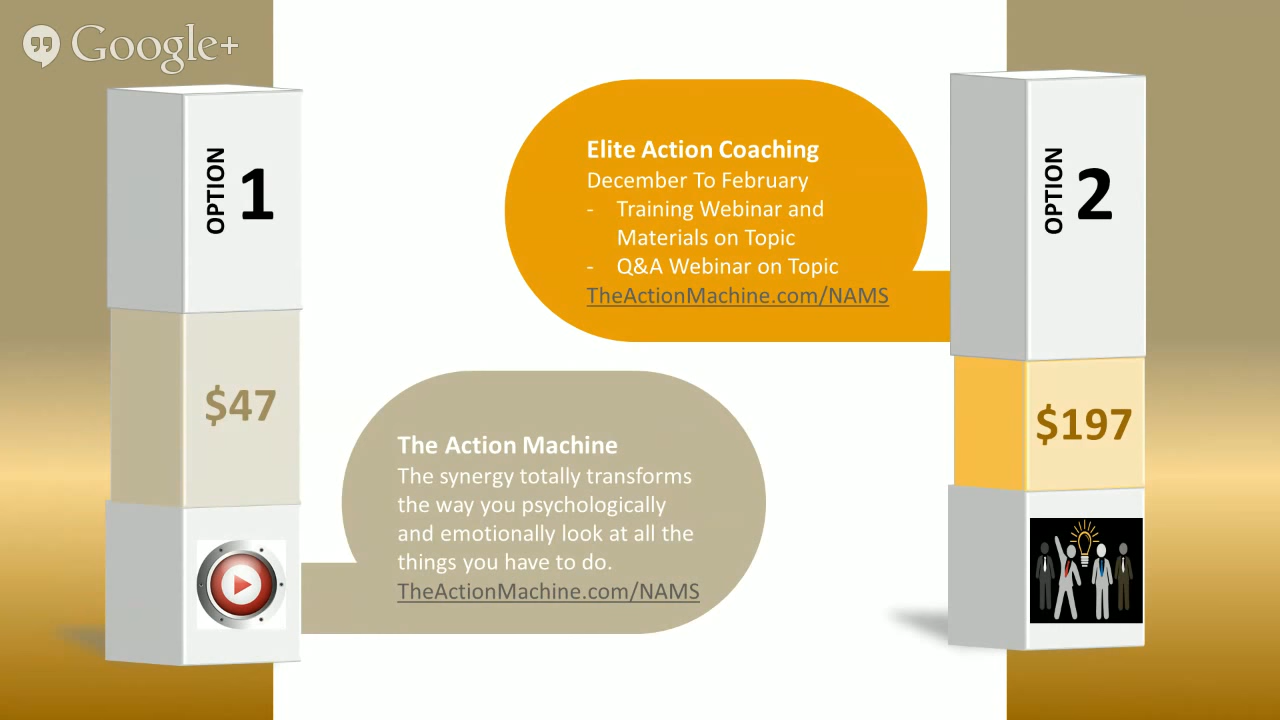 Google+
OPTION 1
$47
Elite Action Coaching
December To February
- Training Webinar and
Materials on Topic
- Q&A Webinar on Topic
TheActionMachine.com/NAMS
The Action Machine
The synergy totally transforms
the way you psychologically
and emotionally look at all the
things you have to do.
TheActionMachine.com/NAMS
OPTION 2
$197